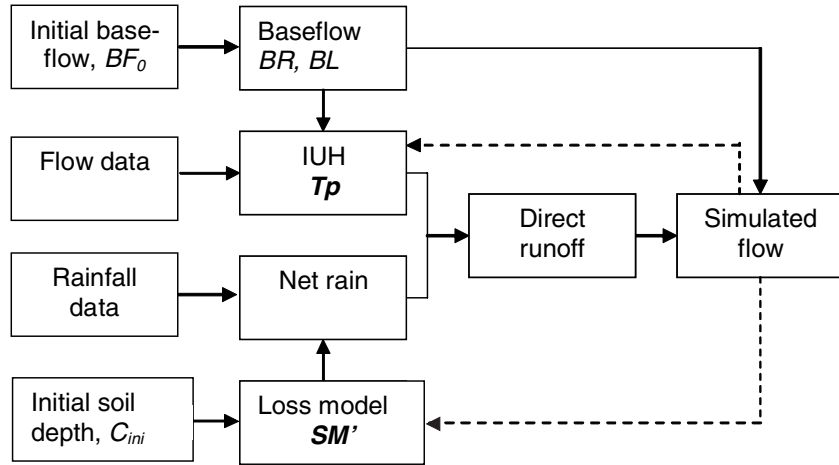 Initial base-
flow, BF0
Baseflow
BR, BL
Flow data
IUH
Tp
Direct
runoff
Simulated
flow
Rainfall
data
Net rain
Initial soil
depth, Cini
Loss model
SM’